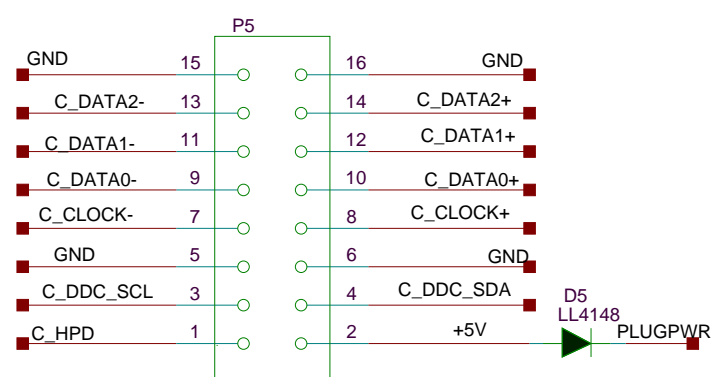 P5
GND 15 16 GND
C_DATA2- 13 14 C_DATA2+
C_DATA1- 11 12 C_DATA1+
C_DATA0- 9 10 C_DATA0+
C_CLOCK- 7 8 C_CLOCK+
GND 5 6 GND
C_DDC_SCL 3 4 C_DDC_SDA
D5
LL4148
C_HPD 1 2 +5V PLUGPWR